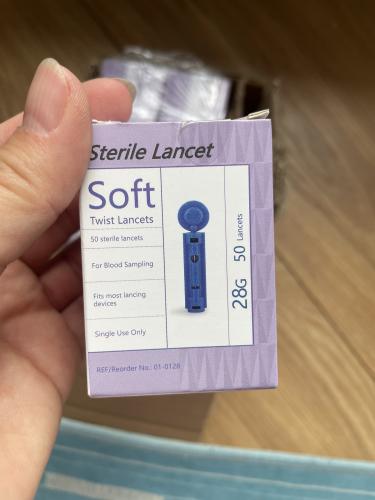 Sterile Lancet
Soft
Twist Lancets
50 sterile lancets
For Blood Sampling
Fits most lancing
devices
Single Use Only
28G 50 Lancets
REF/Reorder No.: 01-0128